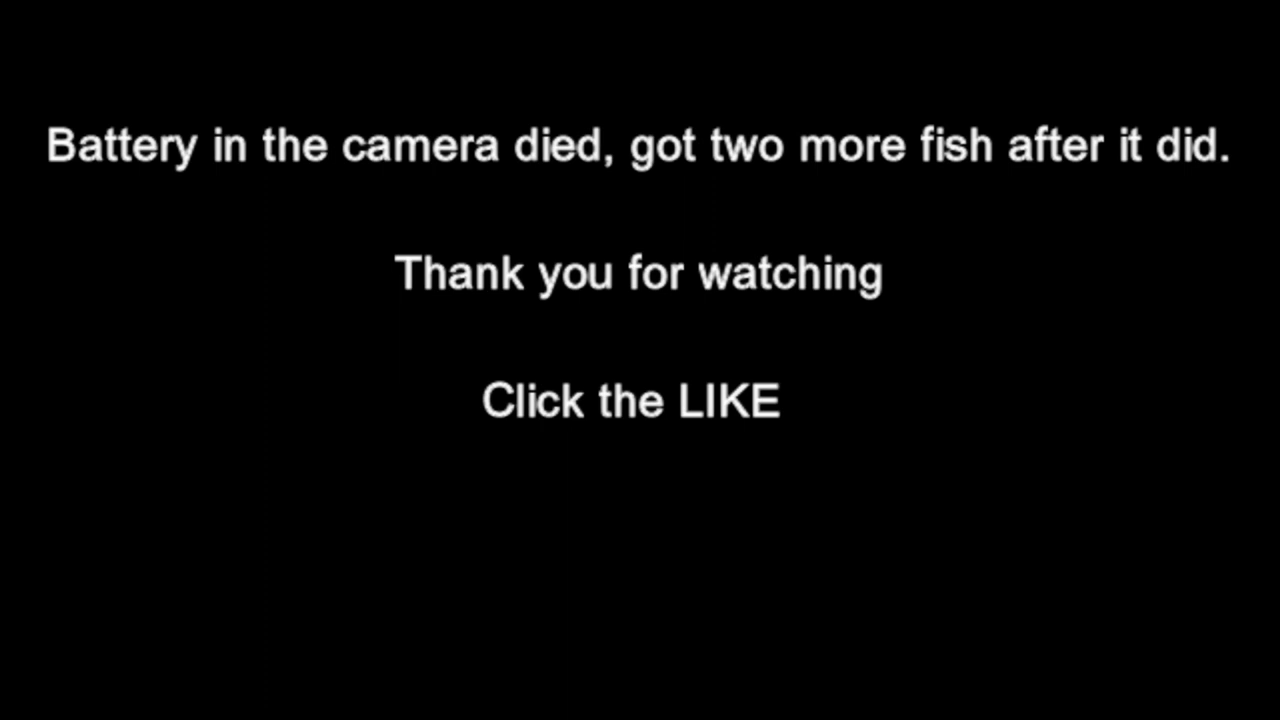 Battery in the camera died, got two more fish after it did.
Thank you for watching
Click the LIKE